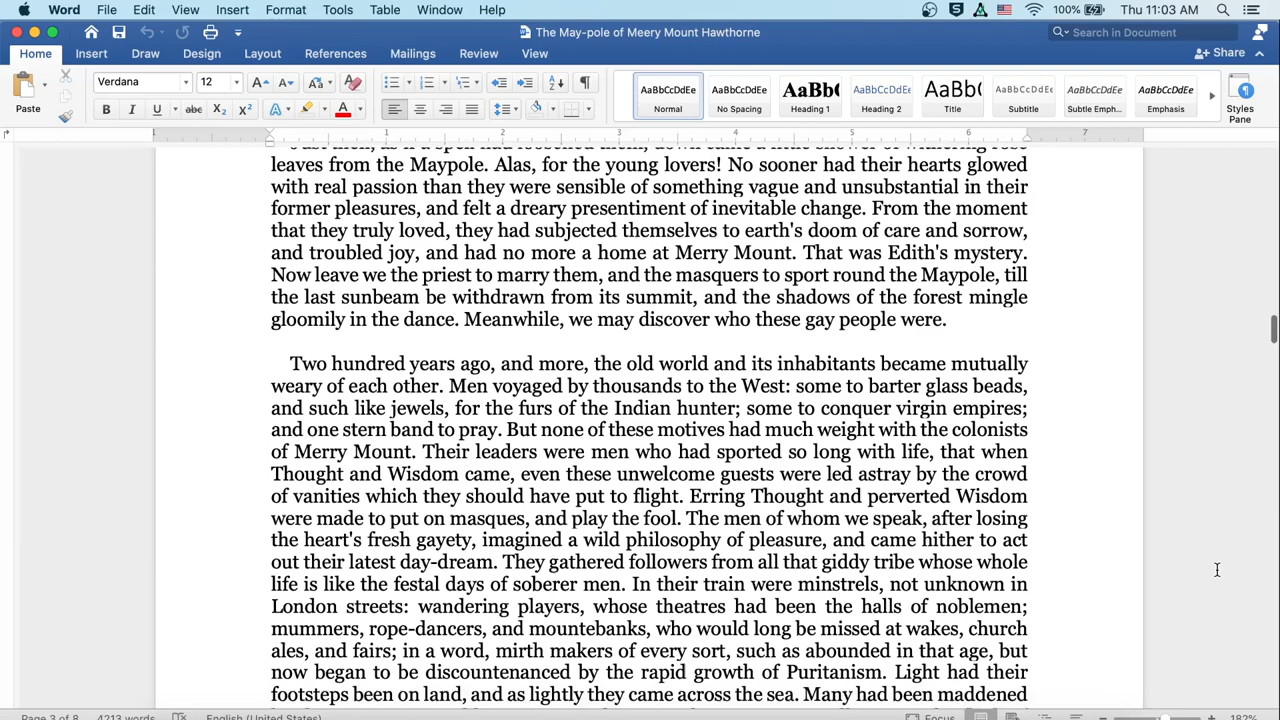 Word File Edit View Insert Format Tools Table Window Help 100% Thu 11:03 AM
The May-pole of Meery Mount Hawthorne
Search in Document
Home Insert Draw Design Layout References Mailings Review View Share
Paste Verdana 12 AaBbCcDdEe AaBbCcDdEe AaBbC AaBbCcDdEe AaBbC AaBbCcDdEe AaBbCcDdEe AaBbCcDdEe
Normal No Spacing Heading 1 Heading 2 Title Subtitle Subtle Emph... Emphasis Styles Pane
1 1 2 3 4 5 6 7
leaves from the Maypole. Alas, for the young lovers! No sooner had their hearts glowed
with real passion than they were sensible of something vague and unsubstantial in their
former pleasures, and felt a dreary presentiment of inevitable change. From the moment
that they truly loved, they had subjected themselves to earth's doom of care and sorrow,
and troubled joy, and had no more a home at Merry Mount. That was Edith's mystery.
Now leave we the priest to marry them, and the masquers to sport round the Maypole, till
the last sunbeam be withdrawn from its summit, and the shadows of the forest mingle
gloomily in the dance. Meanwhile, we may discover who these gay people were.
Two hundred years ago, and more, the old world and its inhabitants became mutually
weary of each other. Men voyaged by thousands to the West: some to barter glass beads,
and such like jewels, for the furs of the Indian hunter; some to conquer virgin empires;
and one stern band to pray. But none of these motives had much weight with the colonists
of Merry Mount. Their leaders were men who had sported so long with life, that when
Thought and Wisdom came, even these unwelcome guests were led astray by the crowd
of vanities which they should have put to flight. Erring Thought and perverted Wisdom
were made to put on masques, and play the fool. The men of whom we speak, after losing
the heart's fresh gayety, imagined a wild philosophy of pleasure, and came hither to act
out their latest day-dream. They gathered followers from all that giddy tribe whose whole
life is like the festal days of soberer men. In their train were minstrels, not unknown in
London streets: wandering players, whose theatres had been the halls of noblemen;
mummers, rope-dancers, and mountebanks, who would long be missed at wakes, church
ales, and fairs; in a word, mirth makers of every sort, such as abounded in that age, but
now began to be discountenanced by the rapid growth of Puritanism. Light had their
footsteps been on land, and as lightly they came across the sea. Many had been maddened
Page 3 of 8 4213 words English (United States) Focus 182%